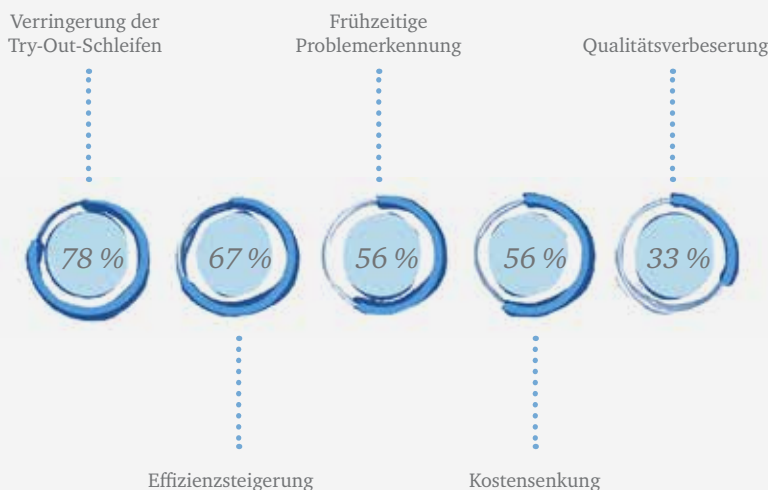 Verringerung der
Try-Out-Schleifen
Frühzeitige
Problemerkennung
Qualitätsverbeserung
78 %
67 %
56 %
56 %
33 %
Effizienzsteigerung
Kostensenkung